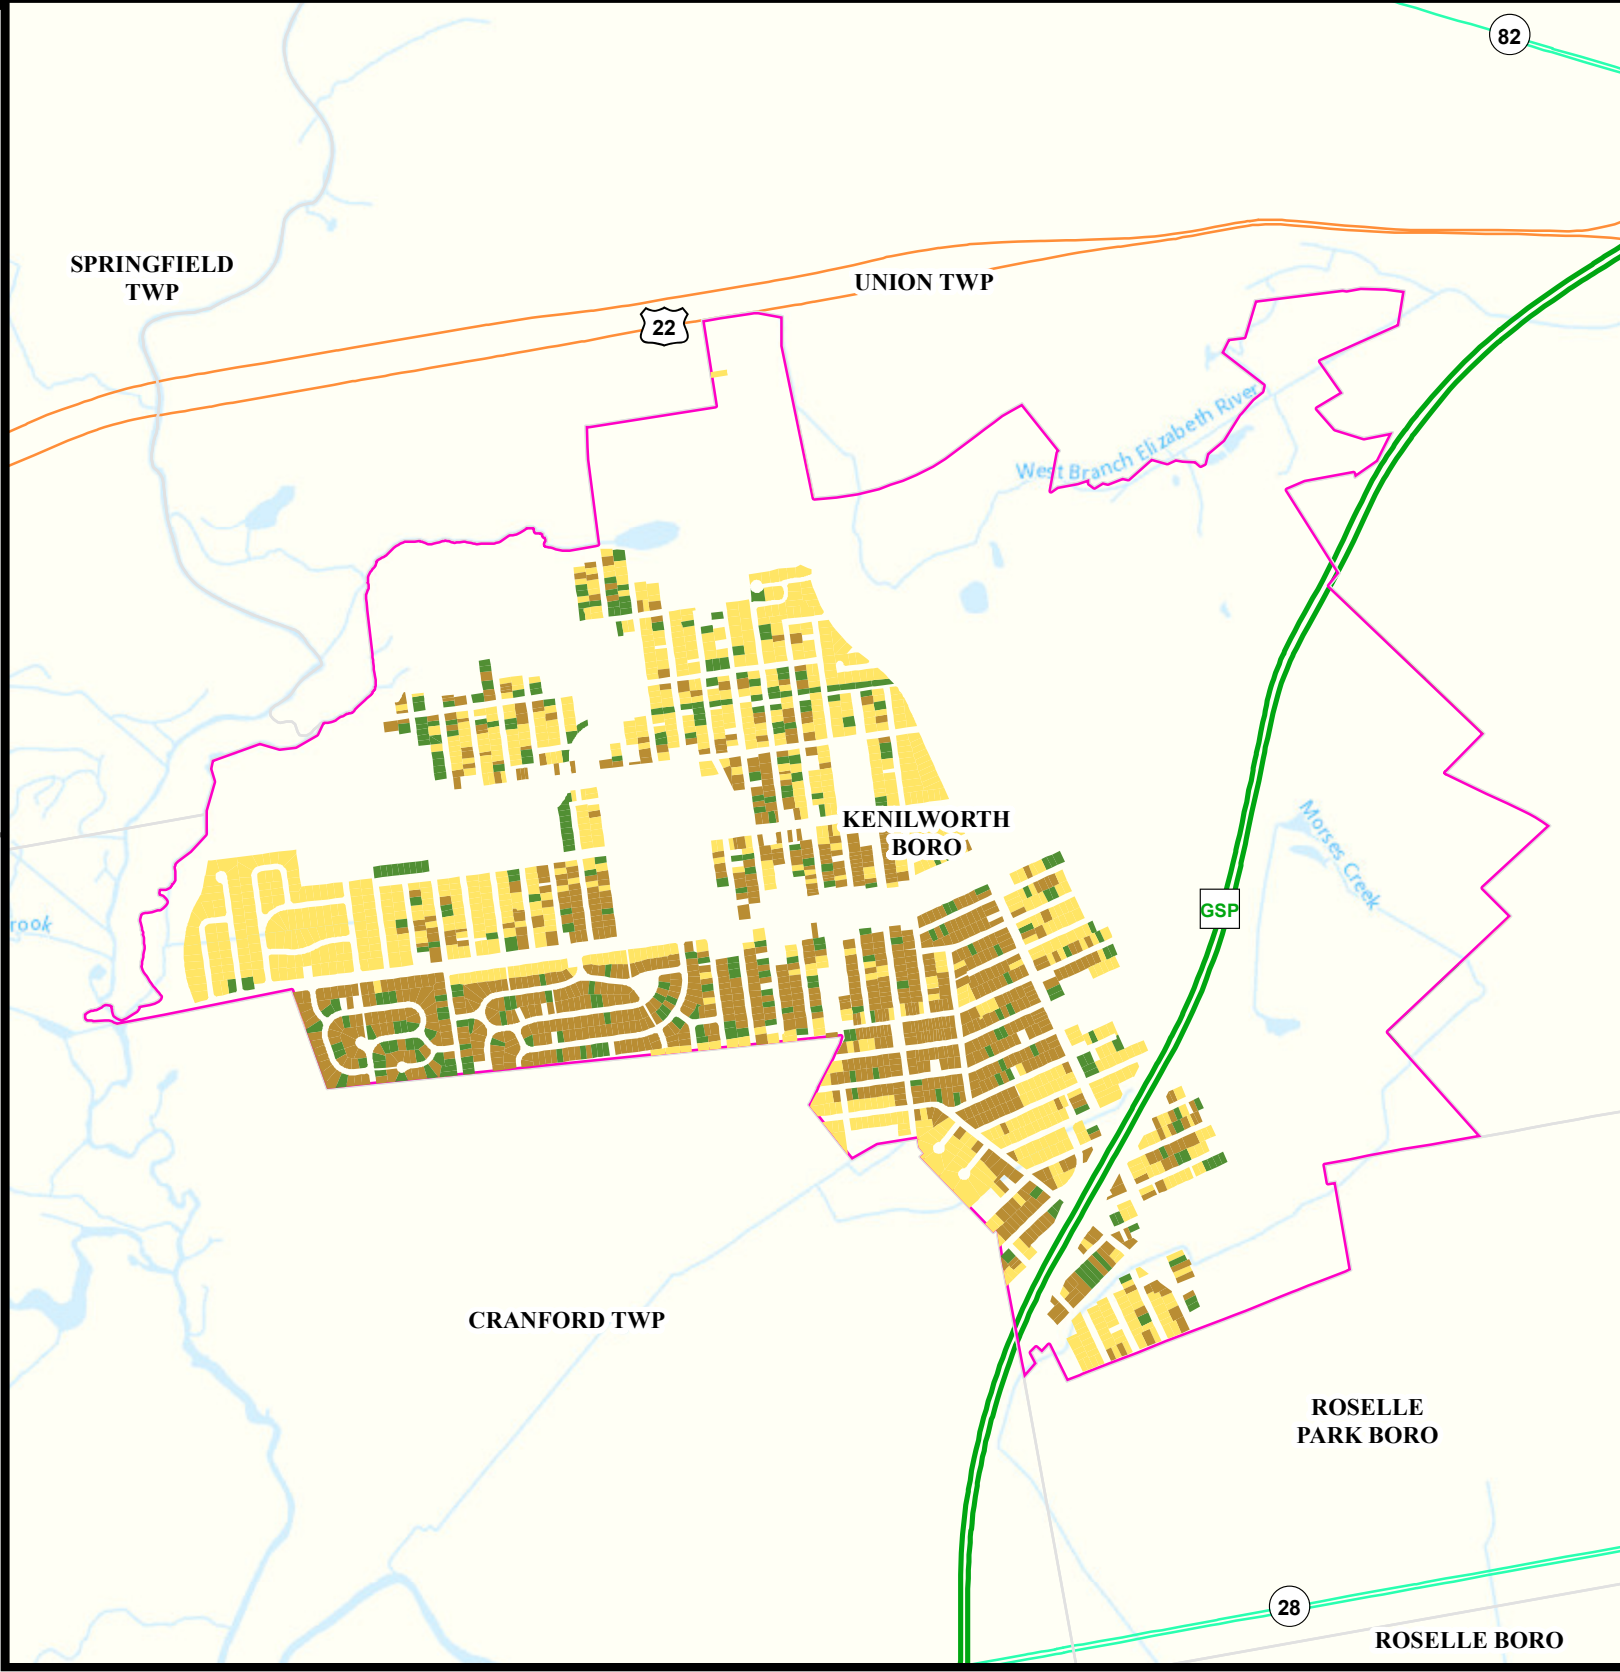 82
SPRINGFIELD
TWP
UNION TWP
22
West Branch Elizabeth River
KENILWORTH
BORO
Morses Creek
GSP
rook
CRANFORD TWP
ROSELLE
PARK BORO
28
ROSELLE BORO